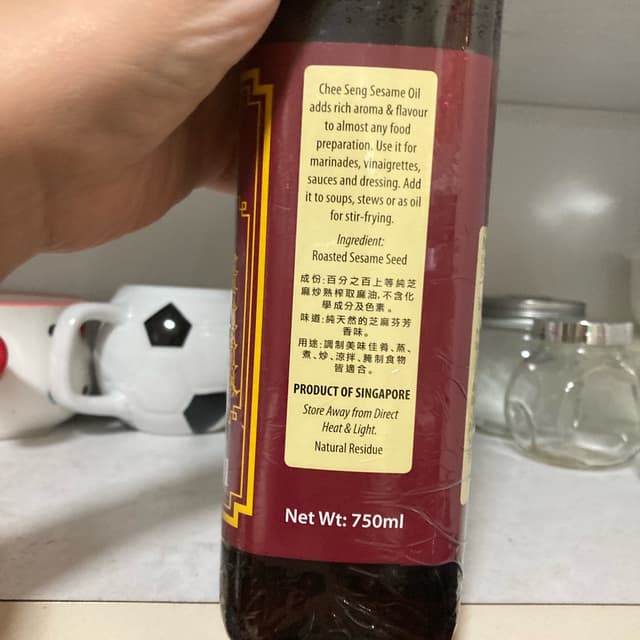 Chee Seng Sesame Oil
adds rich aroma & flavour
to almost any food
preparation. Use it for
marinades, vinaigrettes,
sauces and dressing. Add
it to soups, stews or as oil
for stir-frying.
Ingredient:
Roasted Sesame Seed
成份:百分之百上等純芝
麻炒熟榨取麻油,不含化
學成分及色素。
味道:純天然的芝麻芬芳
香味。
用途:調制美味佳肴、蒸、
煮、炒、涼拌、腌制食物
皆適合。
PRODUCT OF SINGAPORE
Store Away from Direct
Heat & Light.
Natural Residue
Net Wt: 750ml